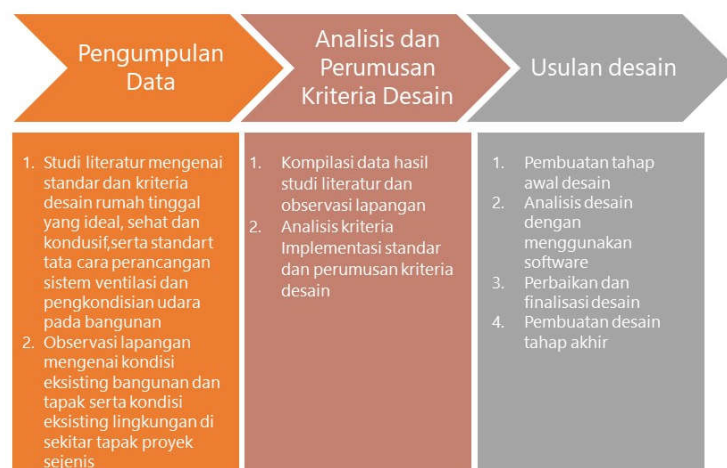 Pengumpulan
Data
Analisis dan
Perumusan
Kriteria Desain
Usulan desain
1. Studi literatur mengenai
standar dan kriteria
desain rumah tinggal
yang ideal, sehat dan
kondusif,serta standart
tata cara perancangan
sistem ventilasi dan
pengkondisian udara
pada bangunan
2. Observasi lapangan
mengenai kondisi
eksisting bangunan dan
tapak serta kondisi
eksisting lingkungan di
sekitar tapak proyek
sejenis
1. Kompilasi data hasil
studi literatur dan
observasi lapangan
2. Analisis kriteria
Implementasi standar
dan perumusan kriteria
desain
1. Pembuatan tahap
awal desain
2. Analisis desain
dengan
menggunakan
software
3. Perbaikan dan
finalisasi desain
4. Pembuatan desain
tahap akhir